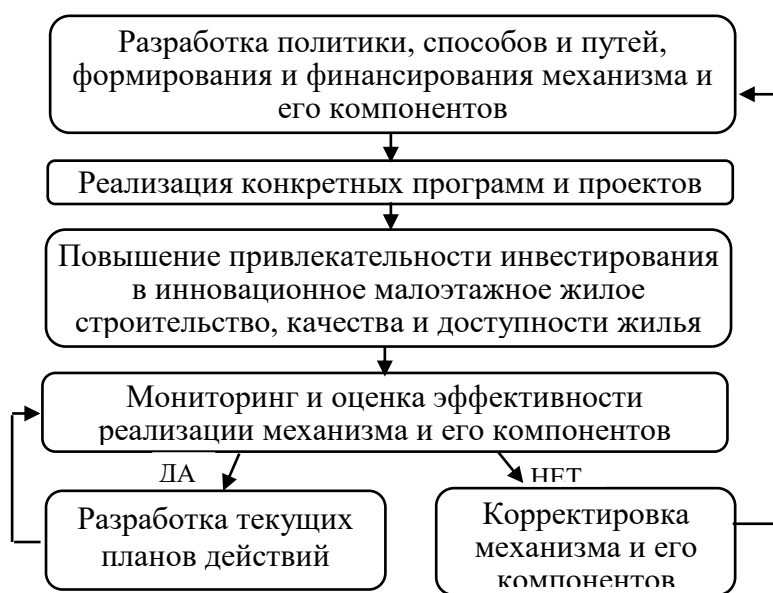 Разработка политики, способов и путей,
формирования и финансирования механизма и
его компонентов
Реализация конкретных программ и проектов
Повышение привлекательности инвестирования
в инновационное малоэтажное жилое
строительство, качества и доступности жилья
Мониторинг и оценка эффективности
реализации механизма и его компонентов
ДА
НЕТ
Разработка текущих
планов действий
Корректировка
механизма и его
компонентов